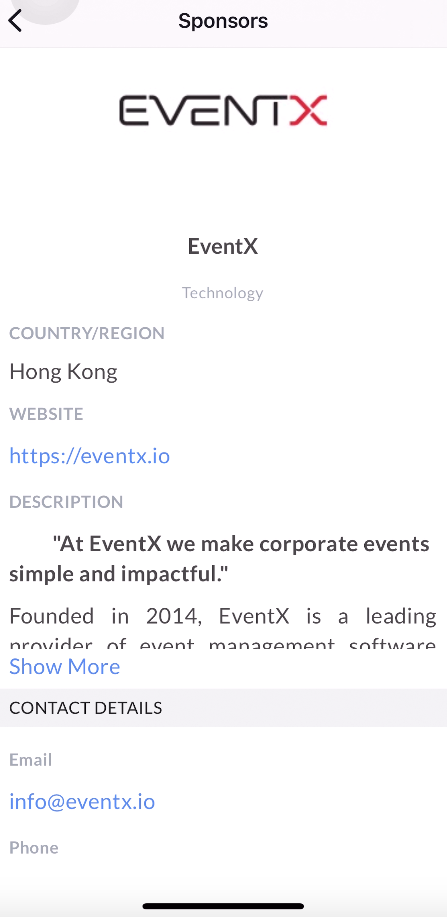 Sponsors
EVENTX
EventX
Technology
COUNTRY/REGION
Hong Kong
WEBSITE
https://eventx.io
DESCRIPTION
"At EventX we make corporate events
simple and impactful."
Founded in 2014, EventX is a leading
provider of event management software
Show More
CONTACT DETAILS
Email
info@eventx.io
Phone